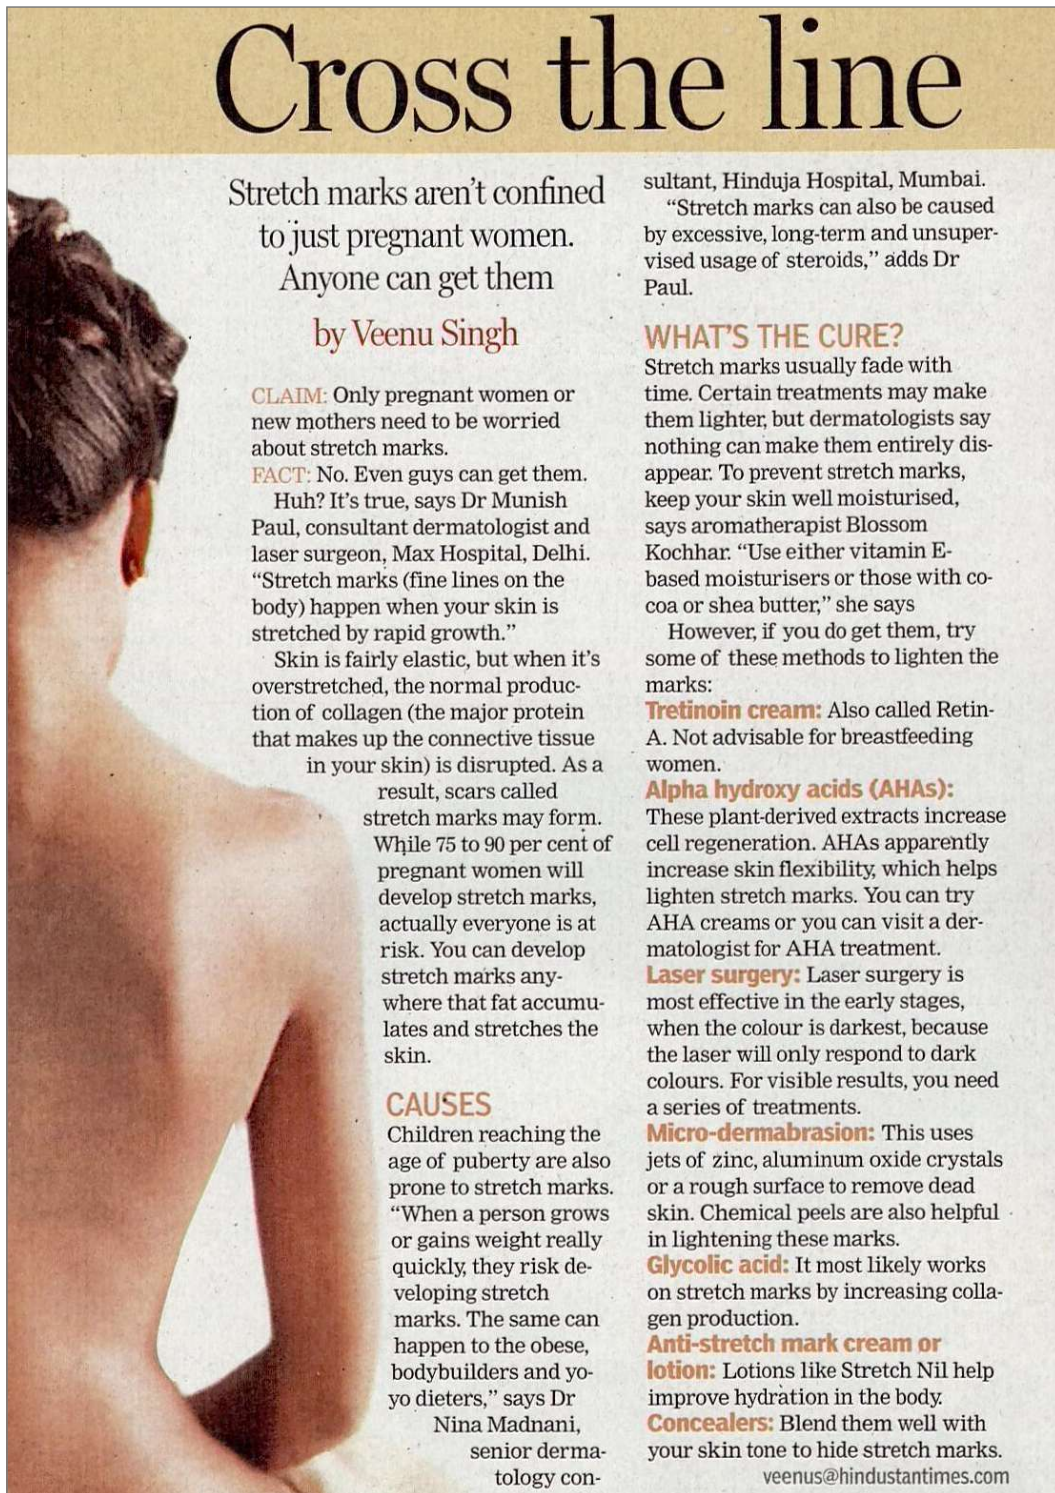 Cross the line
Stretch marks aren't confined
to just pregnant women.
Anyone can get them
by Veenu Singh
CLAIM: Only pregnant women or
new mothers need to be worried
about stretch marks.
FACT: No. Even guys can get them.
Huh? It's true, says Dr Munish
Paul, consultant dermatologist and
laser surgeon, Max Hospital, Delhi.
“Stretch marks (fine lines on the
body) happen when your skin is
stretched by rapid growth.”
Skin is fairly elastic, but when it's
overstretched, the normal produc-
tion of collagen (the major protein
that makes up the connective tissue
in your skin) is disrupted. As a
result, scars called
stretch marks may form.
While 75 to 90 per cent of
pregnant women will
develop stretch marks,
actually everyone is at
risk. You can develop
stretch marks any-
where that fat accumu-
lates and stretches the
skin.
CAUSES
Children reaching the
age of puberty are also
prone to stretch marks.
“When a person grows
or gains weight really
quickly, they risk de-
veloping stretch
marks. The same can
happen to the obese,
bodybuilders and yo-
yo dieters,” says Dr
Nina Madnani,
senior derma-
tology con-
sultant, Hinduja Hospital, Mumbai.
“Stretch marks can also be caused
by excessive, long-term and unsuper-
vised usage of steroids,” adds Dr
Paul.
WHAT'S THE CURE?
Stretch marks usually fade with
time. Certain treatments may make
them lighter, but dermatologists say
nothing can make them entirely dis-
appear. To prevent stretch marks,
keep your skin well moisturised,
says aromatherapist Blossom
Kochhar. “Use either vitamin E-
based moisturisers or those with co-
coa or shea butter,” she says
However, if you do get them, try
some of these methods to lighten the
marks:
Tretinoin cream: Also called Retin-
A. Not advisable for breastfeeding
women.
Alpha hydroxy acids (AHAs):
These plant-derived extracts increase
cell regeneration. AHAs apparently
increase skin flexibility, which helps
lighten stretch marks. You can try
AHA creams or you can visit a der-
matologist for AHA treatment.
Laser surgery: Laser surgery is
most effective in the early stages,
when the colour is darkest, because
the laser will only respond to dark
colours. For visible results, you need
a series of treatments.
Micro-dermabrasion: This uses
jets of zinc, aluminum oxide crystals
or a rough surface to remove dead
skin. Chemical peels are also helpful
in lightening these marks.
Glycolic acid: It most likely works
on stretch marks by increasing colla-
gen production.
Anti-stretch mark cream or
lotion: Lotions like Stretch Nil help
improve hydration in the body.
Concealers: Blend them well with
your skin tone to hide stretch marks.
veenus@hindustantimes.com